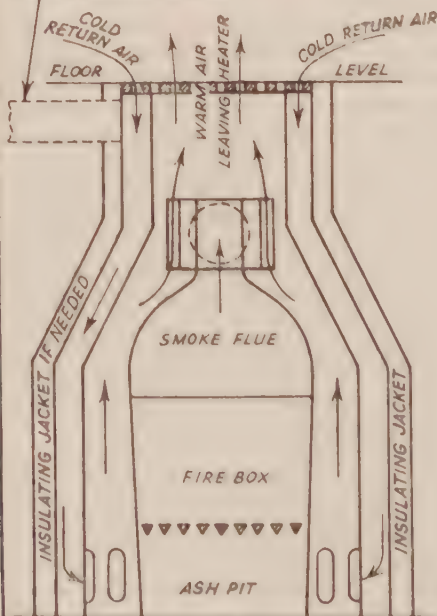 COLD
RETURN AIR
COLD RETURN AIR
FLOOR
LEVEL
WARM AIR
LEAVING HEATER
SMOKE FLUE
INSULATING JACKET IF NEEDED
INSULATING JACKET
FIRE BOX
ASH PIT